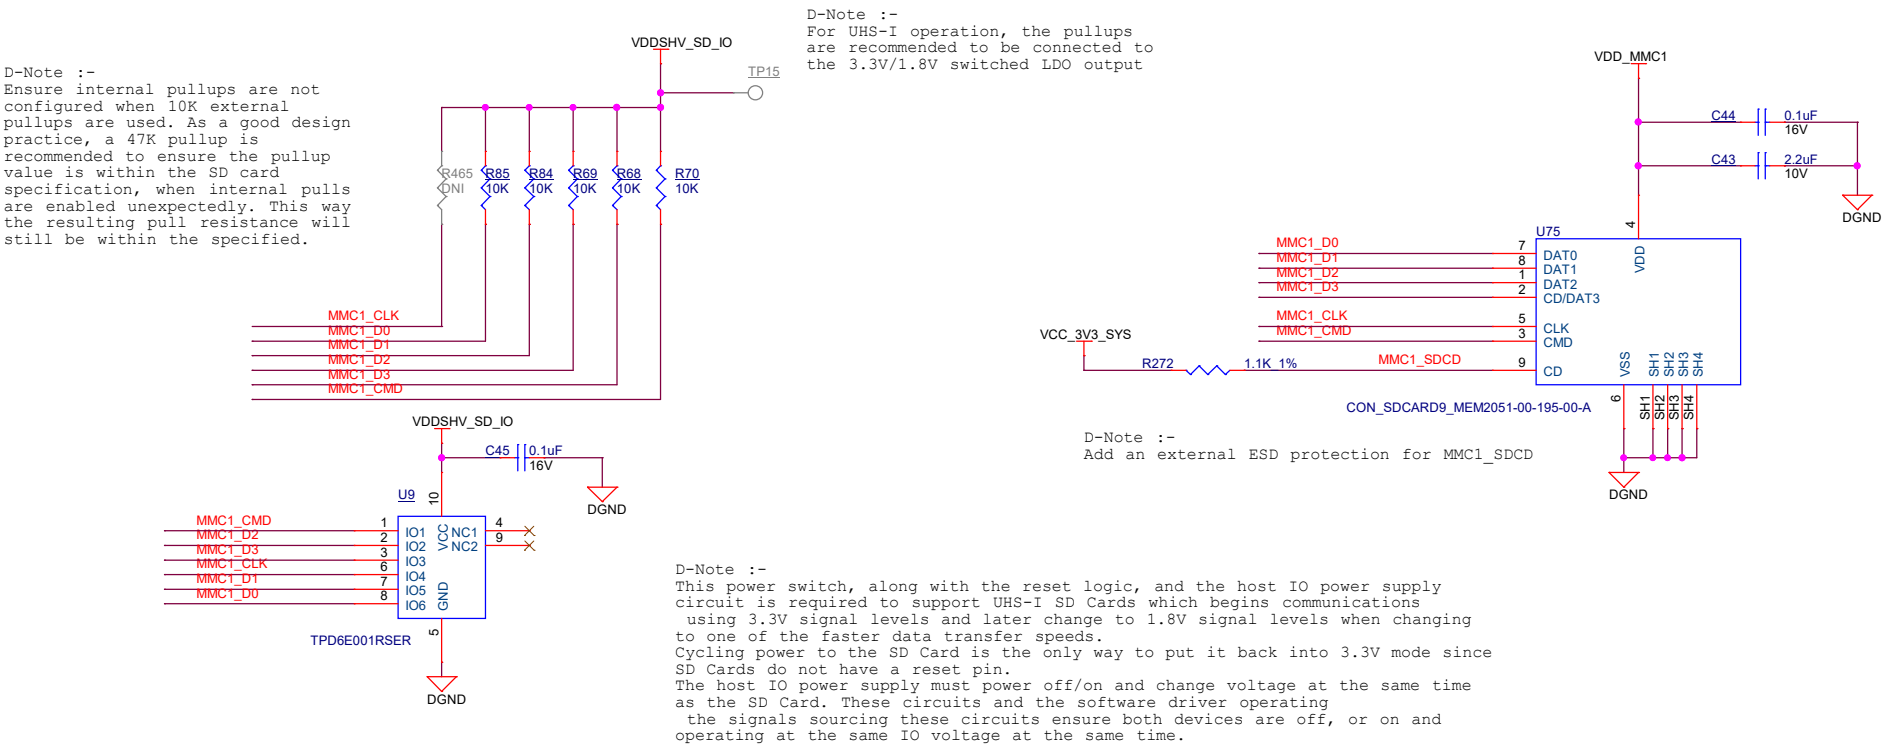 D-Note :-
Ensure internal pullups are not
configured when 10K external
pullups are used. As a good design
practice, a 47K pullup is
recommended to ensure the pullup
value is within the SD card
specification, when internal pulls
are enabled unexpectedly. This way
the resulting pull resistance will
still be within the specified.
VDDSHV_SD_IO
TP15
R465
DNI
R85
10K
R84
10K
R69
10K
R68
10K
R70
10K
MMC1_CLK
MMC1_D0
MMC1_D1
MMC1_D2
MMC1_D3
MMC1_CMD
D-Note :-
For UHS-I operation, the pullups
are recommended to be connected to
the 3.3V/1.8V switched LDO output
VDD_MMC1
C44
0.1uF
16V
C43
2.2uF
10V
DGND
U75
4
VDD
MMC1_D0
7
DAT0
MMC1_D1
8
DAT1
MMC1_D2
1
DAT2
MMC1_D3
2
CD/DAT3
MMC1_CLK
5
CLK
MMC1_CMD
3
CMD
VCC_3V3_SYS
R272
1.1K_1%
MMC1_SDCD
9
CD
VSS
SH1
SH2
SH3
SH4
6
SH1
SH2
SH3
SH4
CON_SDCARD9_MEM2051-00-195-00-A
DGND
D-Note :-
Add an external ESD protection for MMC1_SDCD
VDDSHV_SD_IO
C45
0.1uF
16V
DGND
U9
10
VCC
MMC1_CMD
1
IO1
MMC1_D2
2
IO2
MMC1_D3
3
IO3
MMC1_CLK
6
IO4
MMC1_D1
7
IO5
MMC1_D0
8
IO6
NC1
4
NC2
9
GND
5
TPD6E001RSER
DGND
D-Note :-
This power switch, along with the reset logic, and the host IO power supply
circuit is required to support UHS-I SD Cards which begins communications
using 3.3V signal levels and later change to 1.8V signal levels when changing
to one of the faster data transfer speeds.
Cycling power to the SD Card is the only way to put it back into 3.3V mode since
SD Cards do not have a reset pin.
The host IO power supply must power off/on and change voltage at the same time
as the SD Card. These circuits and the software driver operating
the signals sourcing these circuits ensure both devices are off, or on and
operating at the same IO voltage at the same time.